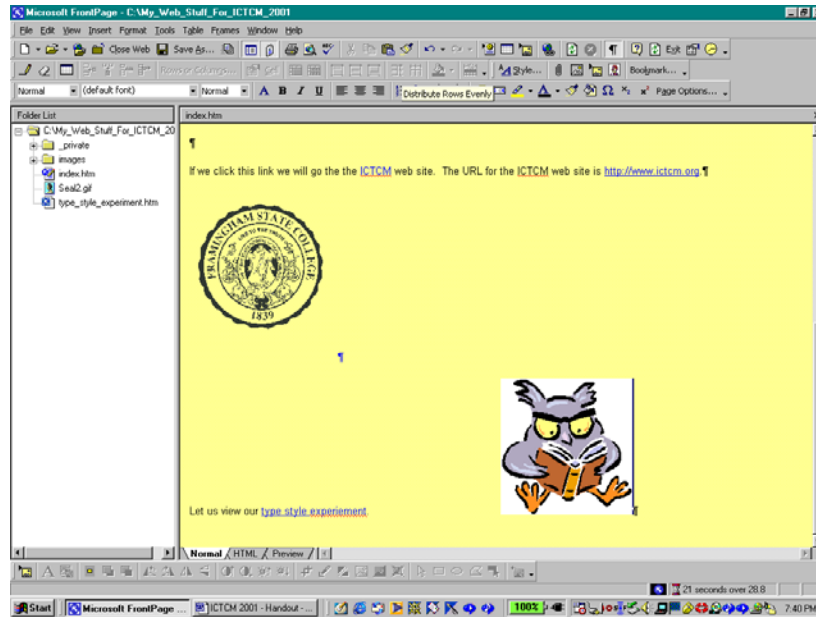 Microsoft FrontPage - C:\My_Web_Stuff_For_ICTCM_2001
File Edit View Insert Format Tools Table Frames Window Help
Close Web Save As... Exit
Rows or Columns... Cell Style... Bookmark...
Normal (default font) Normal A B I U Distribute Rows Evenly A Ω Page Options...
Folder List index.htm
C:\My_Web_Stuff_For_ICTCM_20
_private
images
index.htm
Seal2.gif
type_style_experiment.htm
¶
If we click this link we will go the the ICTCM web site. The URL for the ICTCM web site is http://www.ictcm.org.¶
FRAMINGHAM STATE COLLEGE
1839
¶
Let us view our type style experiement.
Normal HTML Preview
21 seconds over 28.8
Start Microsoft FrontPage ... ICTCM 2001 - Handout - ... 100% 7:40 PM